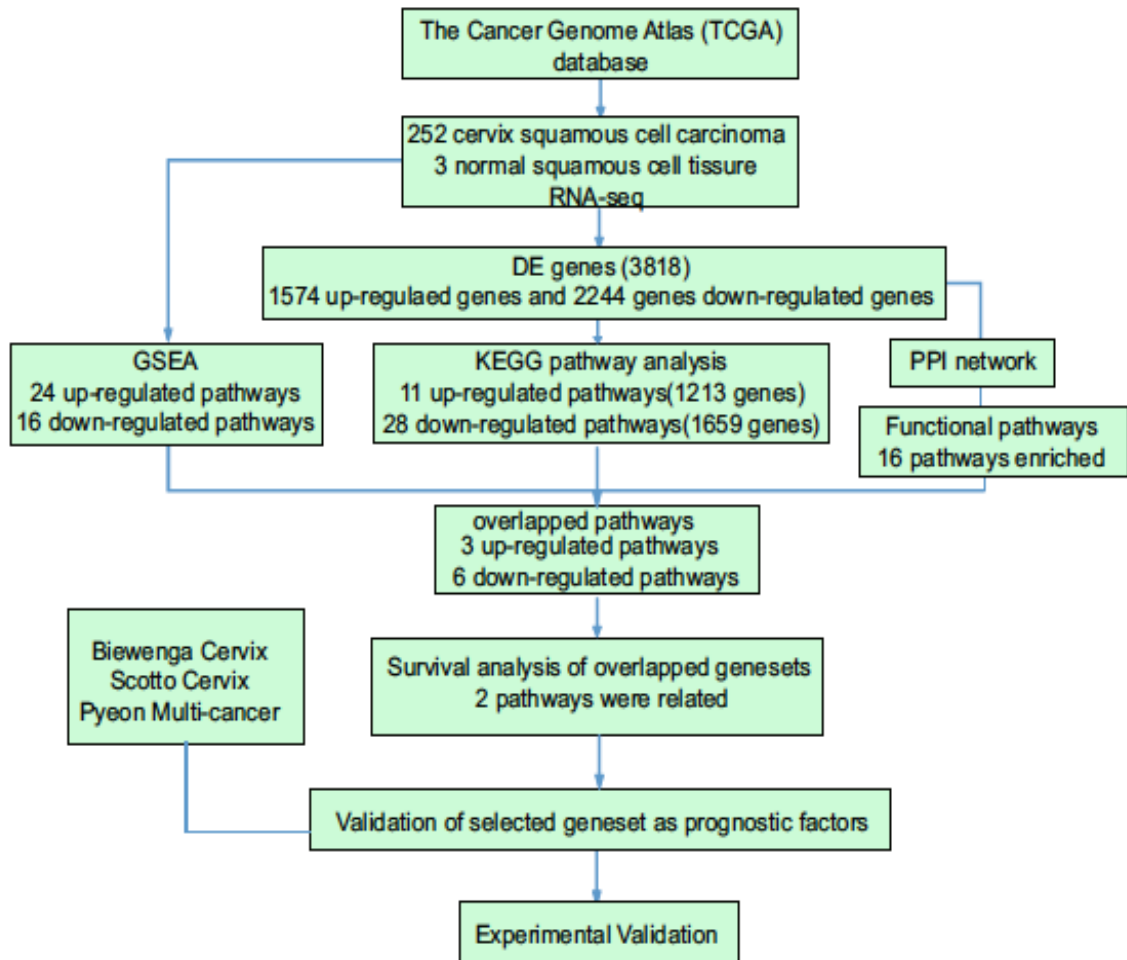 The Cancer Genome Atlas (TCGA)
database
252 cervix squamous cell carcinoma
3 normal squamous cell tissure
RNA-seq
DE genes (3818)
1574 up-regulaed genes and 2244 genes down-regulated genes
GSEA
24 up-regulated pathways
16 down-regulated pathways
KEGG pathway analysis
11 up-regulated pathways(1213 genes)
28 down-regulated pathways(1659 genes)
PPI network
Functional pathways
16 pathways enriched
overlapped pathways
3 up-regulated pathways
6 down-regulated pathways
Biewenga Cervix
Scotto Cervix
Pyeon Multi-cancer
Survival analysis of overlapped genesets
2 pathways were related
Validation of selected geneset as prognostic factors
Experimental Validation